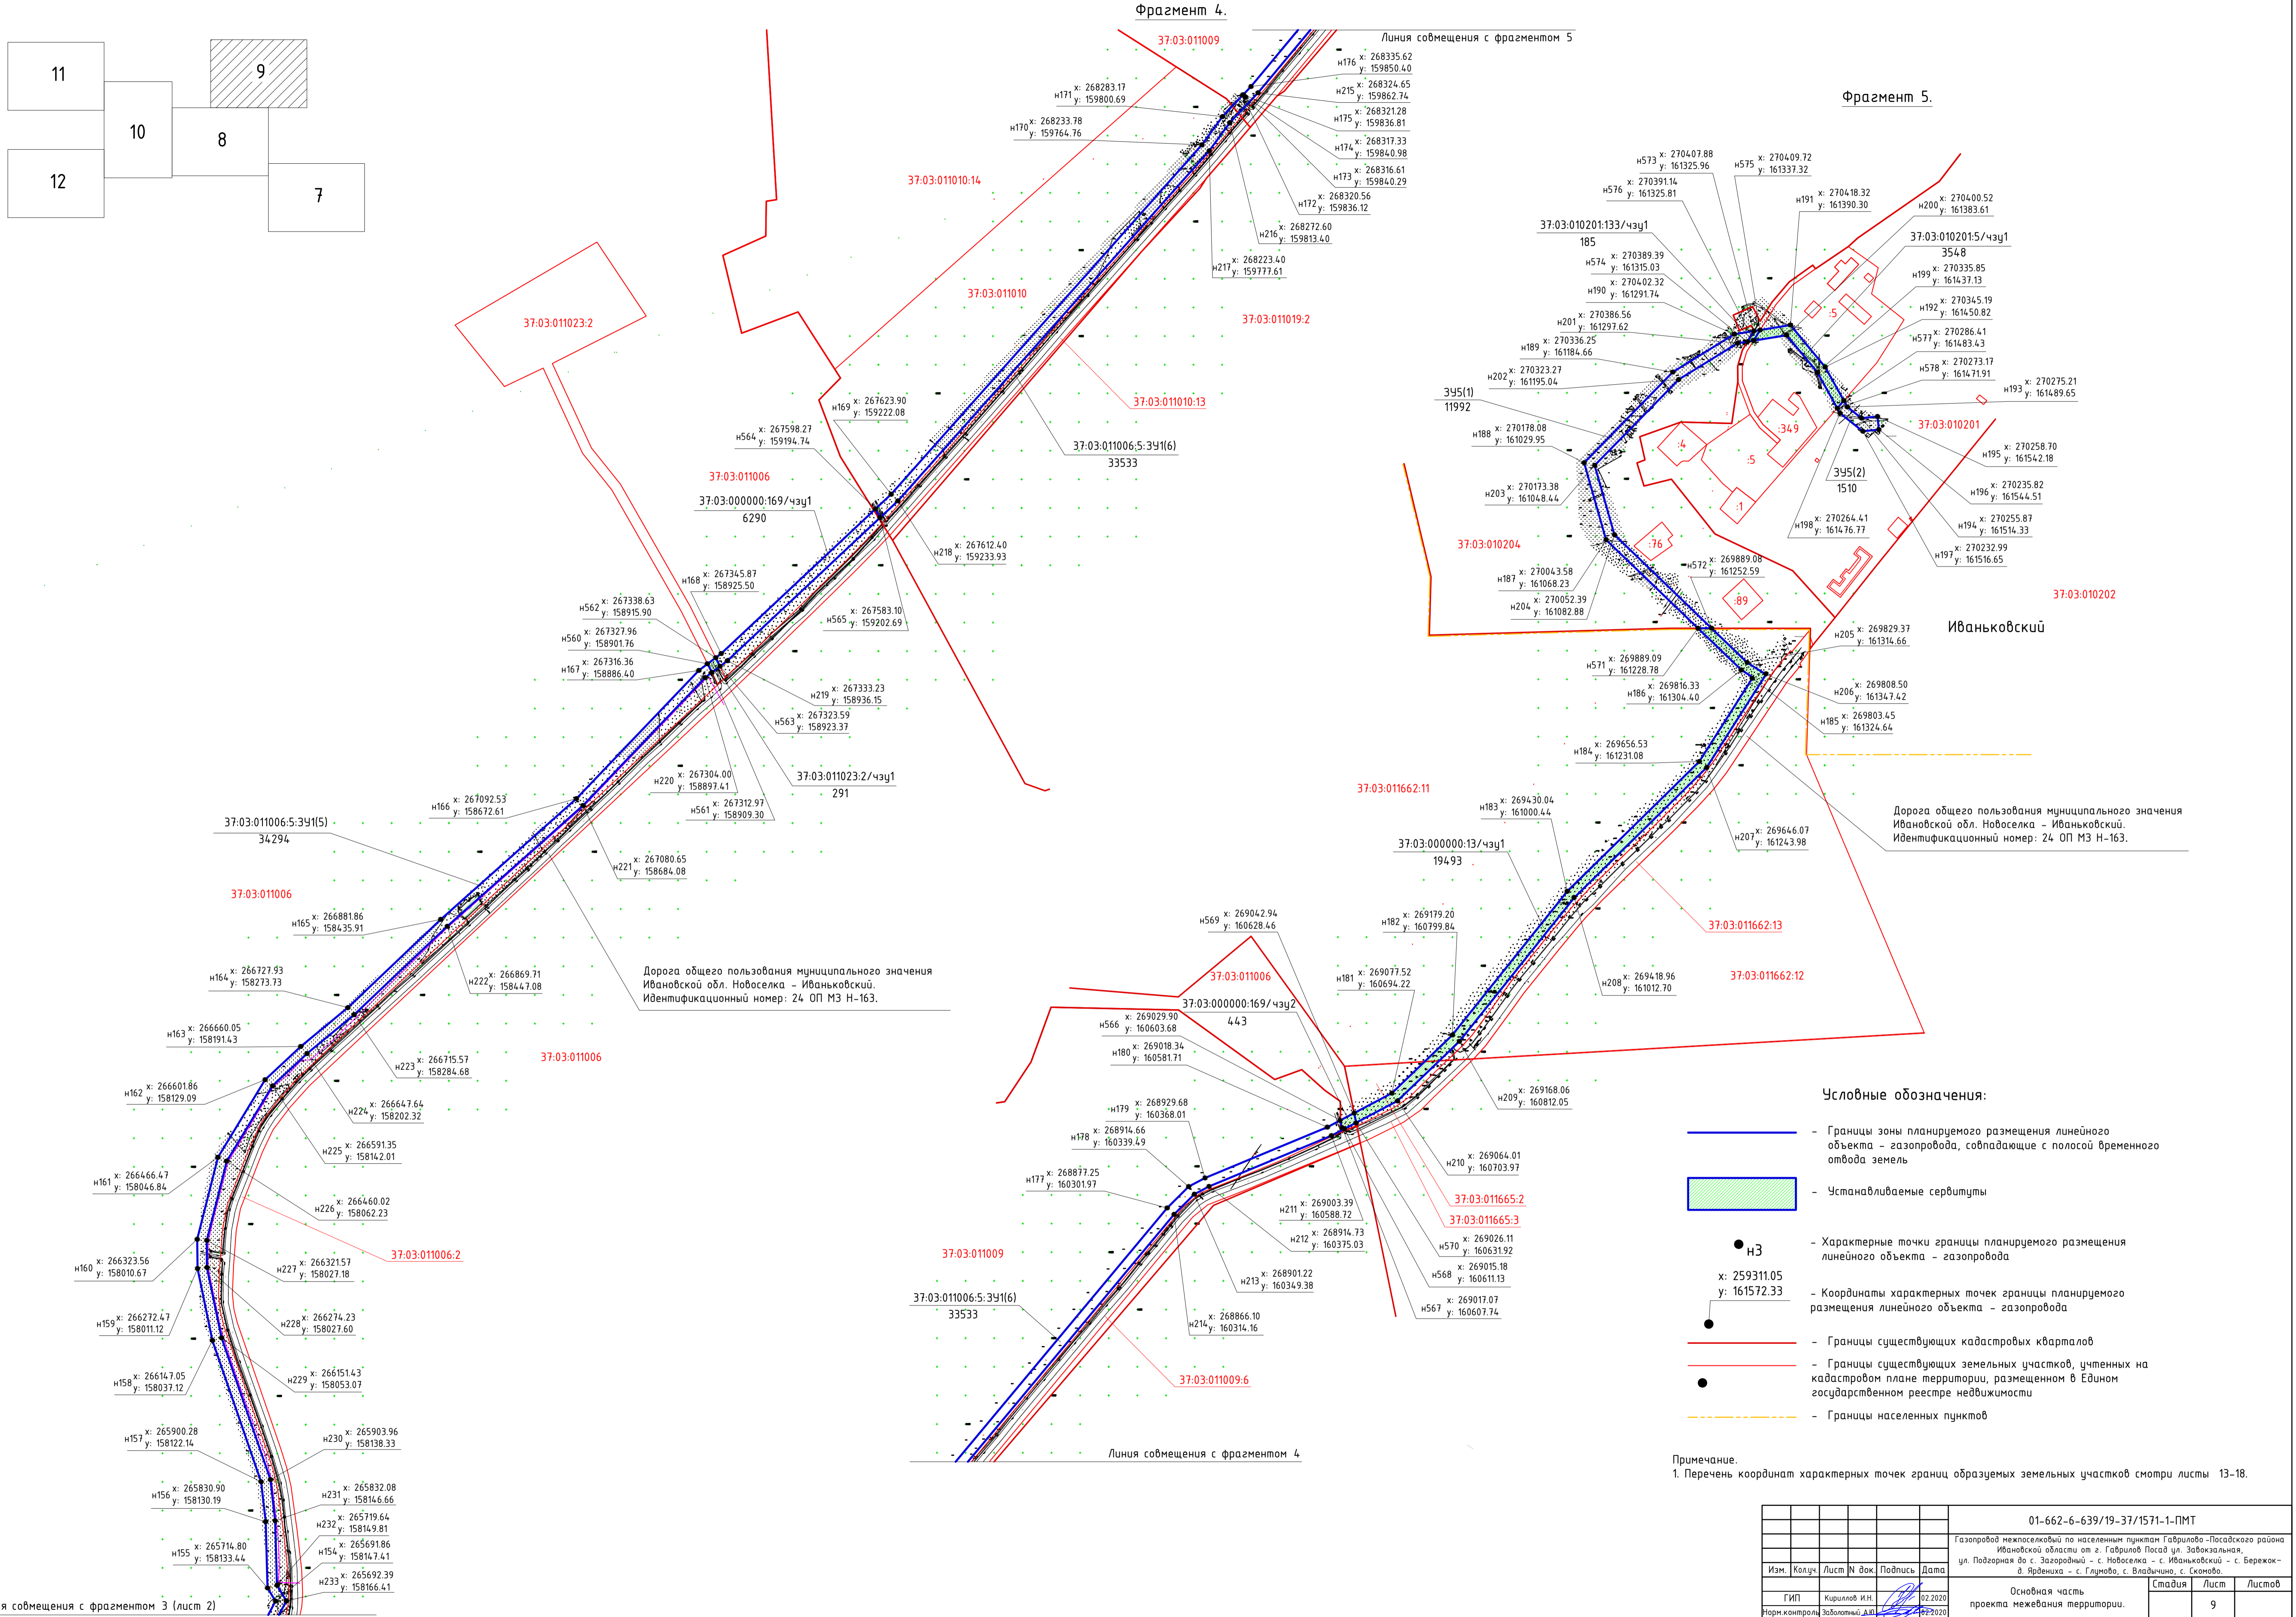 Фрагмент 4.
Линия совмещения с фрагментом 5
11
9
10
8
12
7
37:03:011009
н176 x: 268335.62
y: 159850.40
н215 x: 268324.65
y: 159862.74
н175 x: 268321.28
y: 159836.81
н174 x: 268317.33
y: 159840.98
н173 x: 268316.61
y: 159840.29
н172 x: 268320.56
y: 159836.12
н216 x: 268272.60
y: 159813.40
н217 x: 268223.40
y: 159777.61
н171 x: 268283.17
y: 159800.69
н170 x: 268233.78
y: 159764.76
37:03:011010:14
37:03:011010
37:03:011019:2
37:03:011023:2
37:03:011010:13
н169 x: 267623.90
y: 159222.08
н564 x: 267598.27
y: 159194.74
37:03:011006:5:ЗУ1(6)
33533
37:03:011006
37:03:000000:169/чзу1
6290
н218 x: 267612.40
y: 159233.93
н168 x: 267345.87
y: 158925.50
н562 x: 267338.63
y: 158915.90
н565 x: 267583.10
y: 159202.69
н560 x: 267327.96
y: 158901.76
н167 x: 267316.36
y: 158886.40
н219 x: 267333.23
y: 158936.15
н563 x: 267323.59
y: 158923.37
н220 x: 267304.00
y: 158897.41
37:03:011023:2/чзу1
291
н561 x: 267312.97
y: 158909.30
н166 x: 267092.53
y: 158672.61
37:03:011006:5:ЗУ1(5)
34294
н221 x: 267080.65
y: 158684.08
37:03:011006
н165 x: 266881.86
y: 158435.91
н164 x: 266727.93
y: 158273.73
н222 x: 266869.71
y: 158447.08
Дорога общего пользования муниципального значения
Ивановской обл. Новоселка - Иваньковский.
Идентификационный номер: 24 ОП МЗ Н-163.
н163 x: 266660.05
y: 158191.43
37:03:011006
н223 x: 266715.57
y: 158284.68
н162 x: 266601.86
y: 158129.09
н224 x: 266647.64
y: 158202.32
н225 x: 266591.35
y: 158142.01
н161 x: 266466.47
y: 158046.84
н226 x: 266460.02
y: 158062.23
37:03:011006:2
н160 x: 266323.56
y: 158010.67
н227 x: 266321.57
y: 158027.18
н159 x: 266272.47
y: 158011.12
н228 x: 266274.23
y: 158027.60
н158 x: 266147.05
y: 158037.12
н229 x: 266151.43
y: 158053.07
н157 x: 265900.28
y: 158122.14
н230 x: 265903.96
y: 158138.33
н156 x: 265830.90
y: 158130.19
н231 x: 265832.08
y: 158146.66
н232 x: 265719.64
y: 158149.81
н155 x: 265714.80
y: 158133.44
н154 x: 265691.86
y: 158147.41
н233 x: 265692.39
y: 158166.41
я совмещения с фрагментом 3 (лист 2)
Фрагмент 5.
н573 x: 270407.88
y: 161325.96
н575 x: 270409.72
y: 161337.32
н576 x: 270391.14
y: 161325.81
н191 x: 270418.32
y: 161390.30
н200 x: 270400.52
y: 161383.61
37:03:010201:133/чзу1
185
37:03:010201:5/чзу1
3548
н574 x: 270389.39
y: 161315.03
н199 x: 270335.85
y: 161437.13
н190 x: 270402.32
y: 161291.74
н192 x: 270345.19
y: 161450.82
н201 x: 270386.56
y: 161297.62
:5
н577 x: 270286.41
y: 161483.43
н189 x: 270336.25
y: 161184.66
н578 x: 270273.17
y: 161471.91
н202 x: 270323.27
y: 161195.04
н193 x: 270275.21
y: 161489.65
ЗУ5(1)
11992
37:03:010201
н188 x: 270178.08
y: 161029.95
:349
:4
:5
н195 x: 270258.70
y: 161542.18
ЗУ5(2)
1510
н203 x: 270173.38
y: 161048.44
н196 x: 270235.82
y: 161544.51
:1
н198 x: 270264.41
y: 161476.77
н194 x: 270255.87
y: 161514.33
37:03:010204
:76
н197 x: 270232.99
y: 161516.65
н572 x: 269889.08
y: 161252.59
н187 x: 270043.58
y: 161068.23
:89
н204 x: 270052.39
y: 161082.88
37:03:010202
Иваньковский
н205 x: 269829.37
y: 161314.66
н571 x: 269889.09
y: 161228.78
н186 x: 269816.33
y: 161304.40
н206 x: 269808.50
y: 161347.42
н185 x: 269803.45
y: 161324.64
н184 x: 269656.53
y: 161231.08
37:03:011662:11
н183 x: 269430.04
y: 161000.44
Дорога общего пользования муниципального значения
Ивановской обл. Новоселка - Иваньковский.
Идентификационный номер: 24 ОП МЗ Н-163.
н207 x: 269646.07
y: 161243.98
37:03:000000:13/чзу1
19493
н569 x: 269042.94
y: 160628.46
н182 x: 269179.20
y: 160799.84
37:03:011662:13
37:03:011006
н181 x: 269077.52
y: 160694.22
37:03:011662:12
н208 x: 269418.96
y: 161012.70
37:03:000000:169/чзу2
443
н566 x: 269029.90
y: 160603.68
н180 x: 269018.34
y: 160581.71
н209 x: 269168.06
y: 160812.05
н179 x: 268929.68
y: 160368.01
н178 x: 268914.66
y: 160339.49
н210 x: 269064.01
y: 160703.97
н177 x: 268877.25
y: 160301.97
37:03:011665:2
н211 x: 269003.39
y: 160588.72
37:03:011665:3
н212 x: 268914.73
y: 160375.03
н570 x: 269026.11
y: 160631.92
37:03:011009
н568 x: 269015.18
y: 160611.13
н213 x: 268901.22
y: 160349.38
37:03:011006:5:ЗУ1(6)
33533
н567 x: 269017.07
y: 160607.74
н214 x: 268866.10
y: 160314.16
37:03:011009:6
Линия совмещения с фрагментом 4
Условные обозначения:
- Границы зоны планируемого размещения линейного
объекта - газопровода, совпадающие с полосой временного
отвода земель
- Устанавливаемые сервитуты
н3
- Характерные точки границы планируемого размещения
линейного объекта - газопровода
x: 259311.05
y: 161572.33
- Координаты характерных точек границы планируемого
размещения линейного объекта - газопровода
- Границы существующих кадастровых кварталов
- Границы существующих земельных участков, учтенных на
кадастровом плане территории, размещенном в Едином
государственном реестре недвижимости
- Границы населенных пунктов
Примечание.
1. Перечень координат характерных точек границ образуемых земельных участков смотри листы 13-18.
01-662-6-639/19-37/1571-1-ПМТ
Газопровод межпоселковый по населенным пунктам Гаврилово-Посадского района
Ивановской области от г. Гаврилов Посад ул. Завокзальная,
ул. Подгорная до с. Загородный - с. Новоселка - с. Иваньковский - с. Бережок-
д. Ярдениха - с. Глумово, с. Владычино, с. Скомово.
Изм. Кол.уч. Лист N док. Подпись Дата
ГИП Кириллов И.Н. 02.2020
Норм.контроль Заболотный А.Ю. 02.2020
Основная часть
проекта межевания территории.
Стадия Лист Листов
9